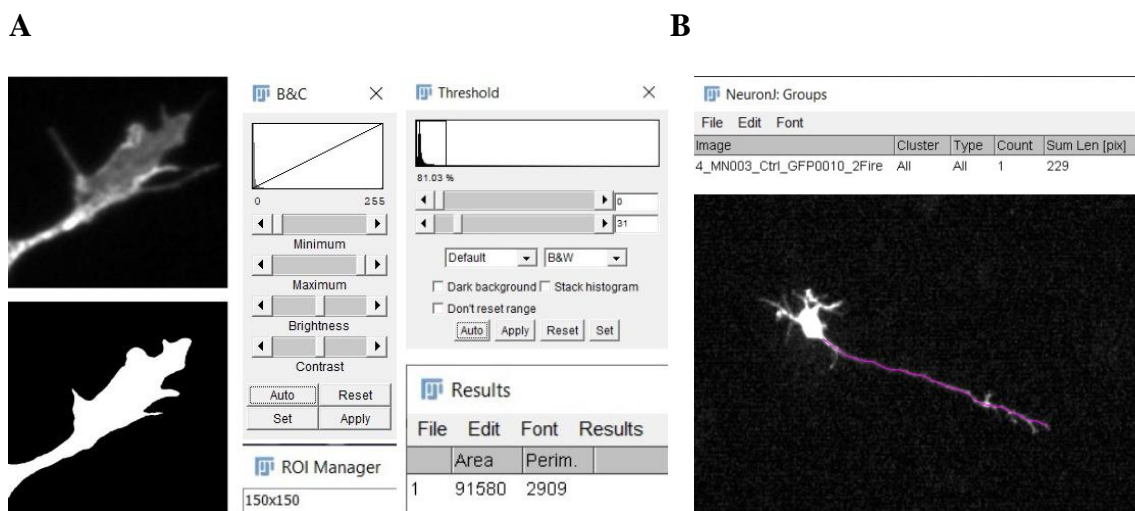 A
B
B&C
0 255
Minimum
Maximum
Brightness
Contrast
Auto Reset
Set Apply
ROI Manager
150x150
Threshold
81.03 %
0
31
Default B&W
Dark background Stack histogram
Don't reset range
Auto Apply Reset Set
Results
File Edit Font Results
Area Perim.
1 91580 2909
NeuronJ: Groups
File Edit Font
Image Cluster Type Count Sum Len [pix]
4_MN003_Ctrl_GFP0010_2Fire All All 1 229